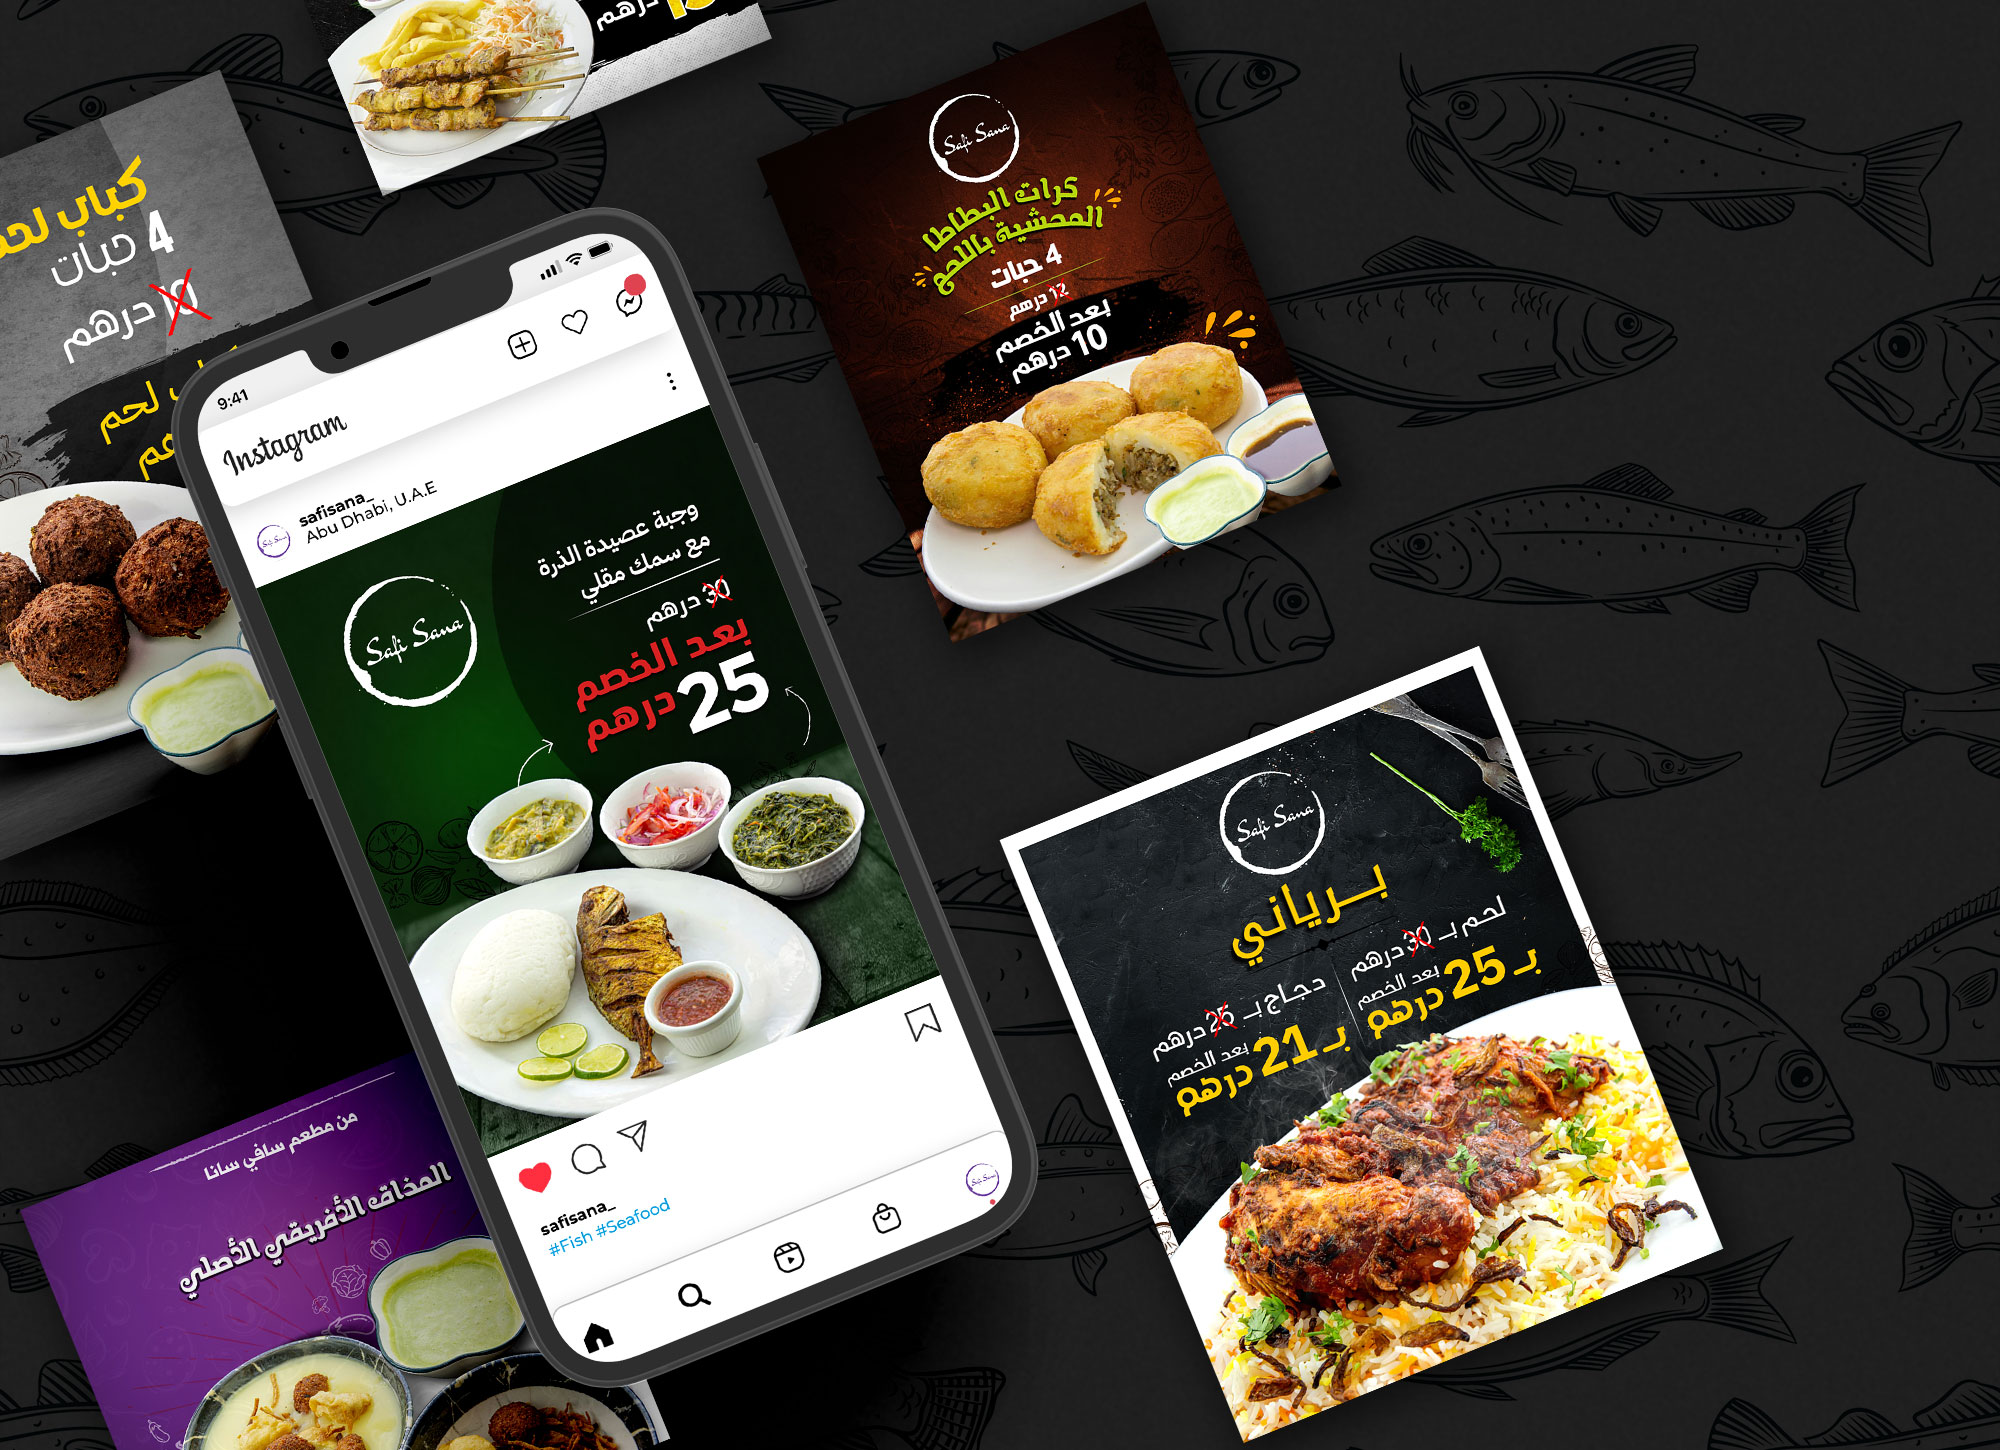 درهم
كباب لحم
4 حبات
10 درهم
لحم
Safi Sana
كرات البطاطا
المحشية باللحم
4 حبات
12 درهم
بعد الخصم
10 درهم
9:41
Instagram
safisana_
Abu Dhabi, U.A.E
Safi Sana
وجبة عصيدة الذرة
مع سمك مقلي
30 درهم
بعد الخصم
25 درهم
safisana_
#Fish #Seafood
Safi Sana
برياني
لحم بـ 30 درهم
بعد الخصم
بـ 25 درهم
دجاج بـ 25 درهم
بعد الخصم
بـ 21 درهم
من مطعم سافي سانا
المذاق الأفريقي الأصلي